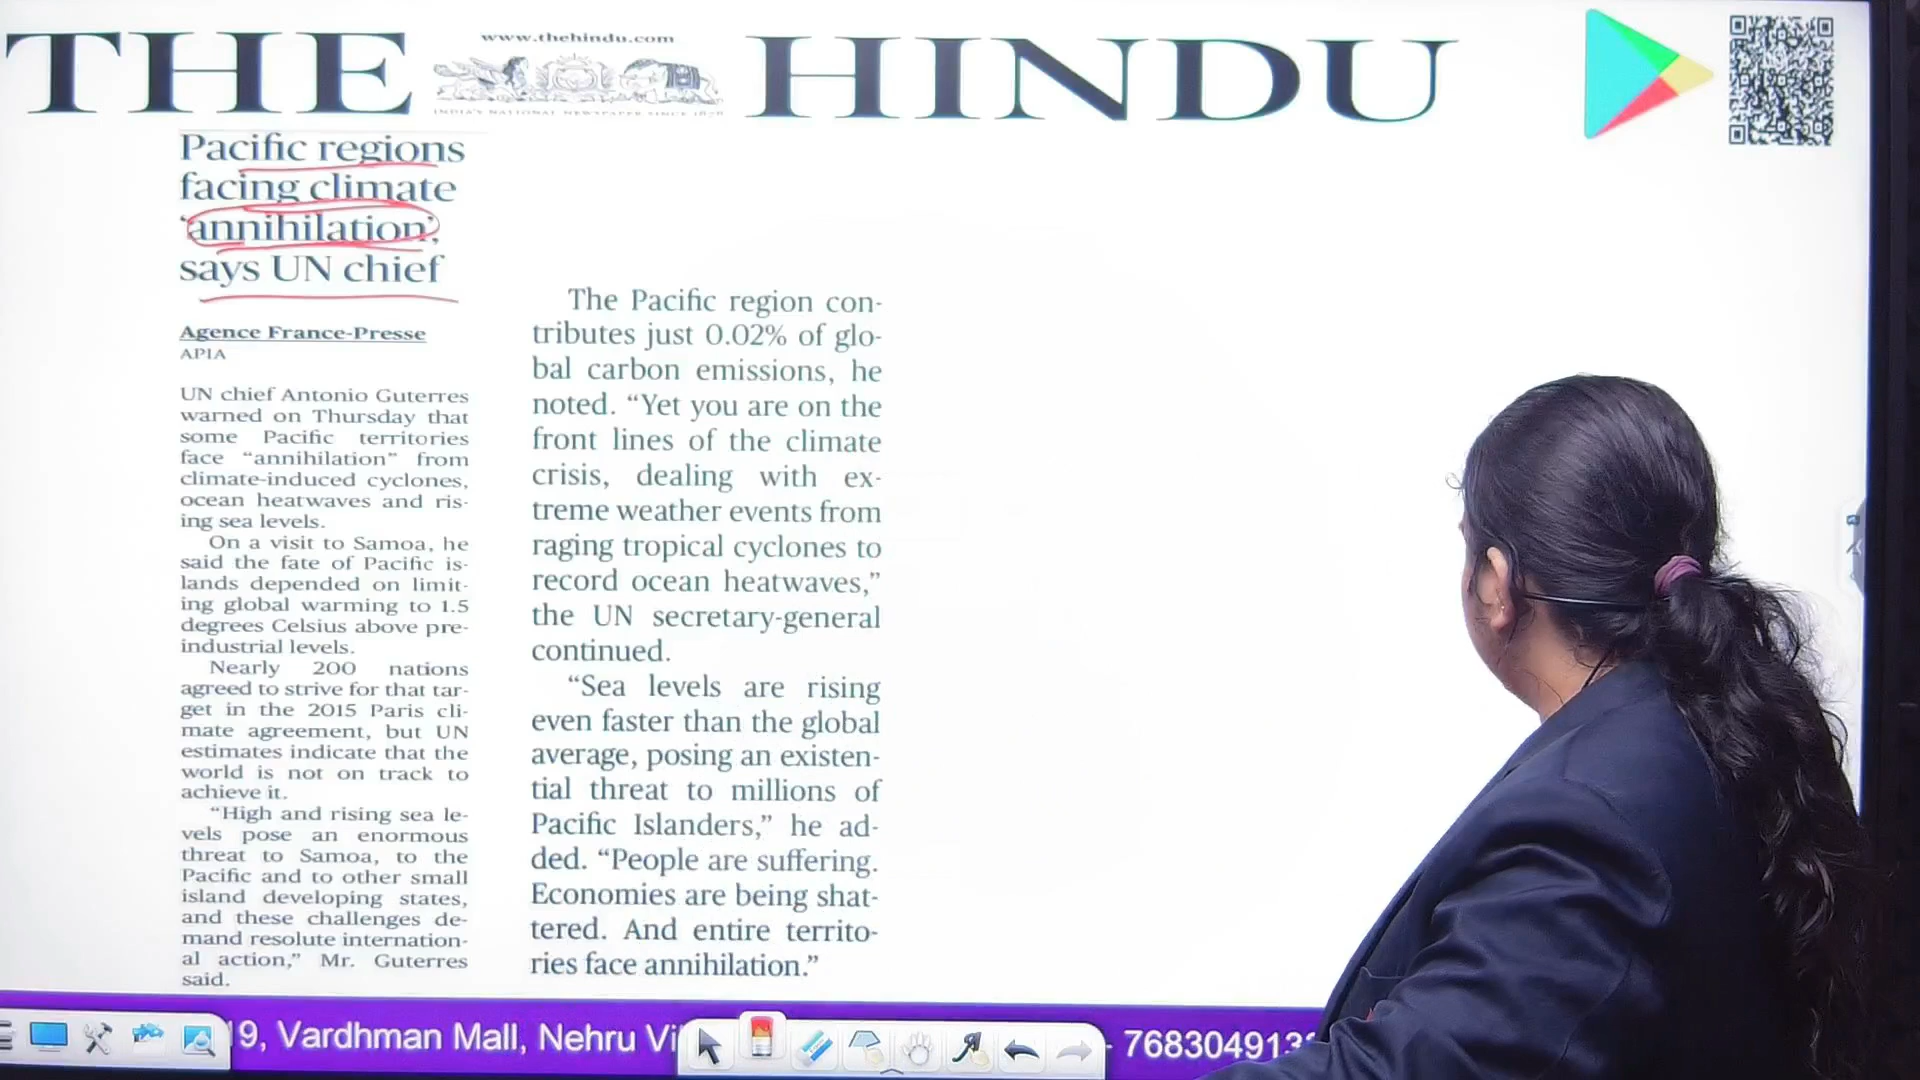 www.thehindu.com
THE HINDU
INDIA'S NATIONAL NEWSPAPER SINCE 1878
Pacific regions
facing climate
‘annihilation’,
says UN chief
Agence France-Presse
APIA
UN chief Antonio Guterres
warned on Thursday that
some Pacific territories
face “annihilation” from
climate-induced cyclones,
ocean heatwaves and ris-
ing sea levels.
On a visit to Samoa, he
said the fate of Pacific is-
lands depended on limit-
ing global warming to 1.5
degrees Celsius above pre-
industrial levels.
Nearly 200 nations
agreed to strive for that tar-
get in the 2015 Paris cli-
mate agreement, but UN
estimates indicate that the
world is not on track to
achieve it.
“High and rising sea le-
vels pose an enormous
threat to Samoa, to the
Pacific and to other small
island developing states,
and these challenges de-
mand resolute internation-
al action,” Mr. Guterres
said.
The Pacific region con-
tributes just 0.02% of glo-
bal carbon emissions, he
noted. “Yet you are on the
front lines of the climate
crisis, dealing with ex-
treme weather events from
raging tropical cyclones to
record ocean heatwaves,”
the UN secretary-general
continued.
“Sea levels are rising
even faster than the global
average, posing an existen-
tial threat to millions of
Pacific Islanders,” he ad-
ded. “People are suffering.
Economies are being shat-
tered. And entire territo-
ries face annihilation.”
19, Vardhman Mall, Nehru Vi
- 768304913